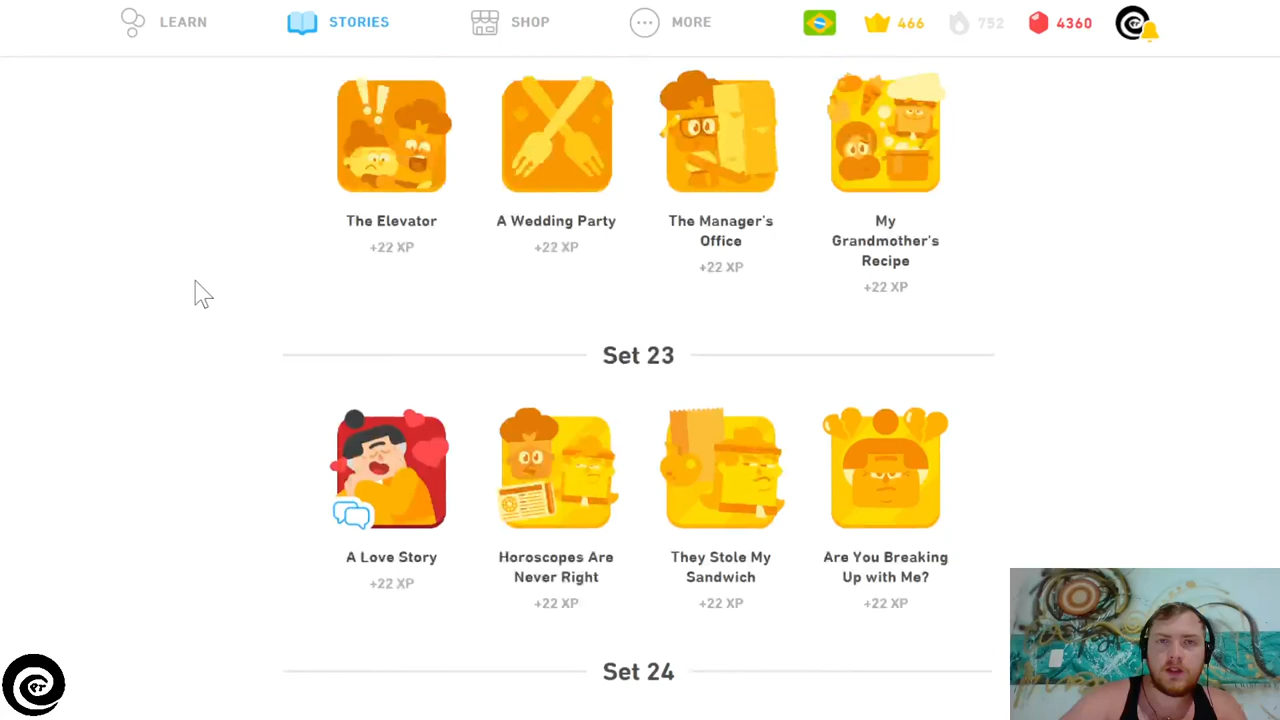 LEARN STORIES SHOP MORE 466 752 4360
The Elevator
+22 XP
A Wedding Party
+22 XP
The Manager's
Office
+22 XP
My
Grandmother's
Recipe
+22 XP
Set 23
A Love Story
+22 XP
Horoscopes Are
Never Right
+22 XP
They Stole My
Sandwich
+22 XP
Are You Breaking
Up with Me?
+22 XP
Set 24